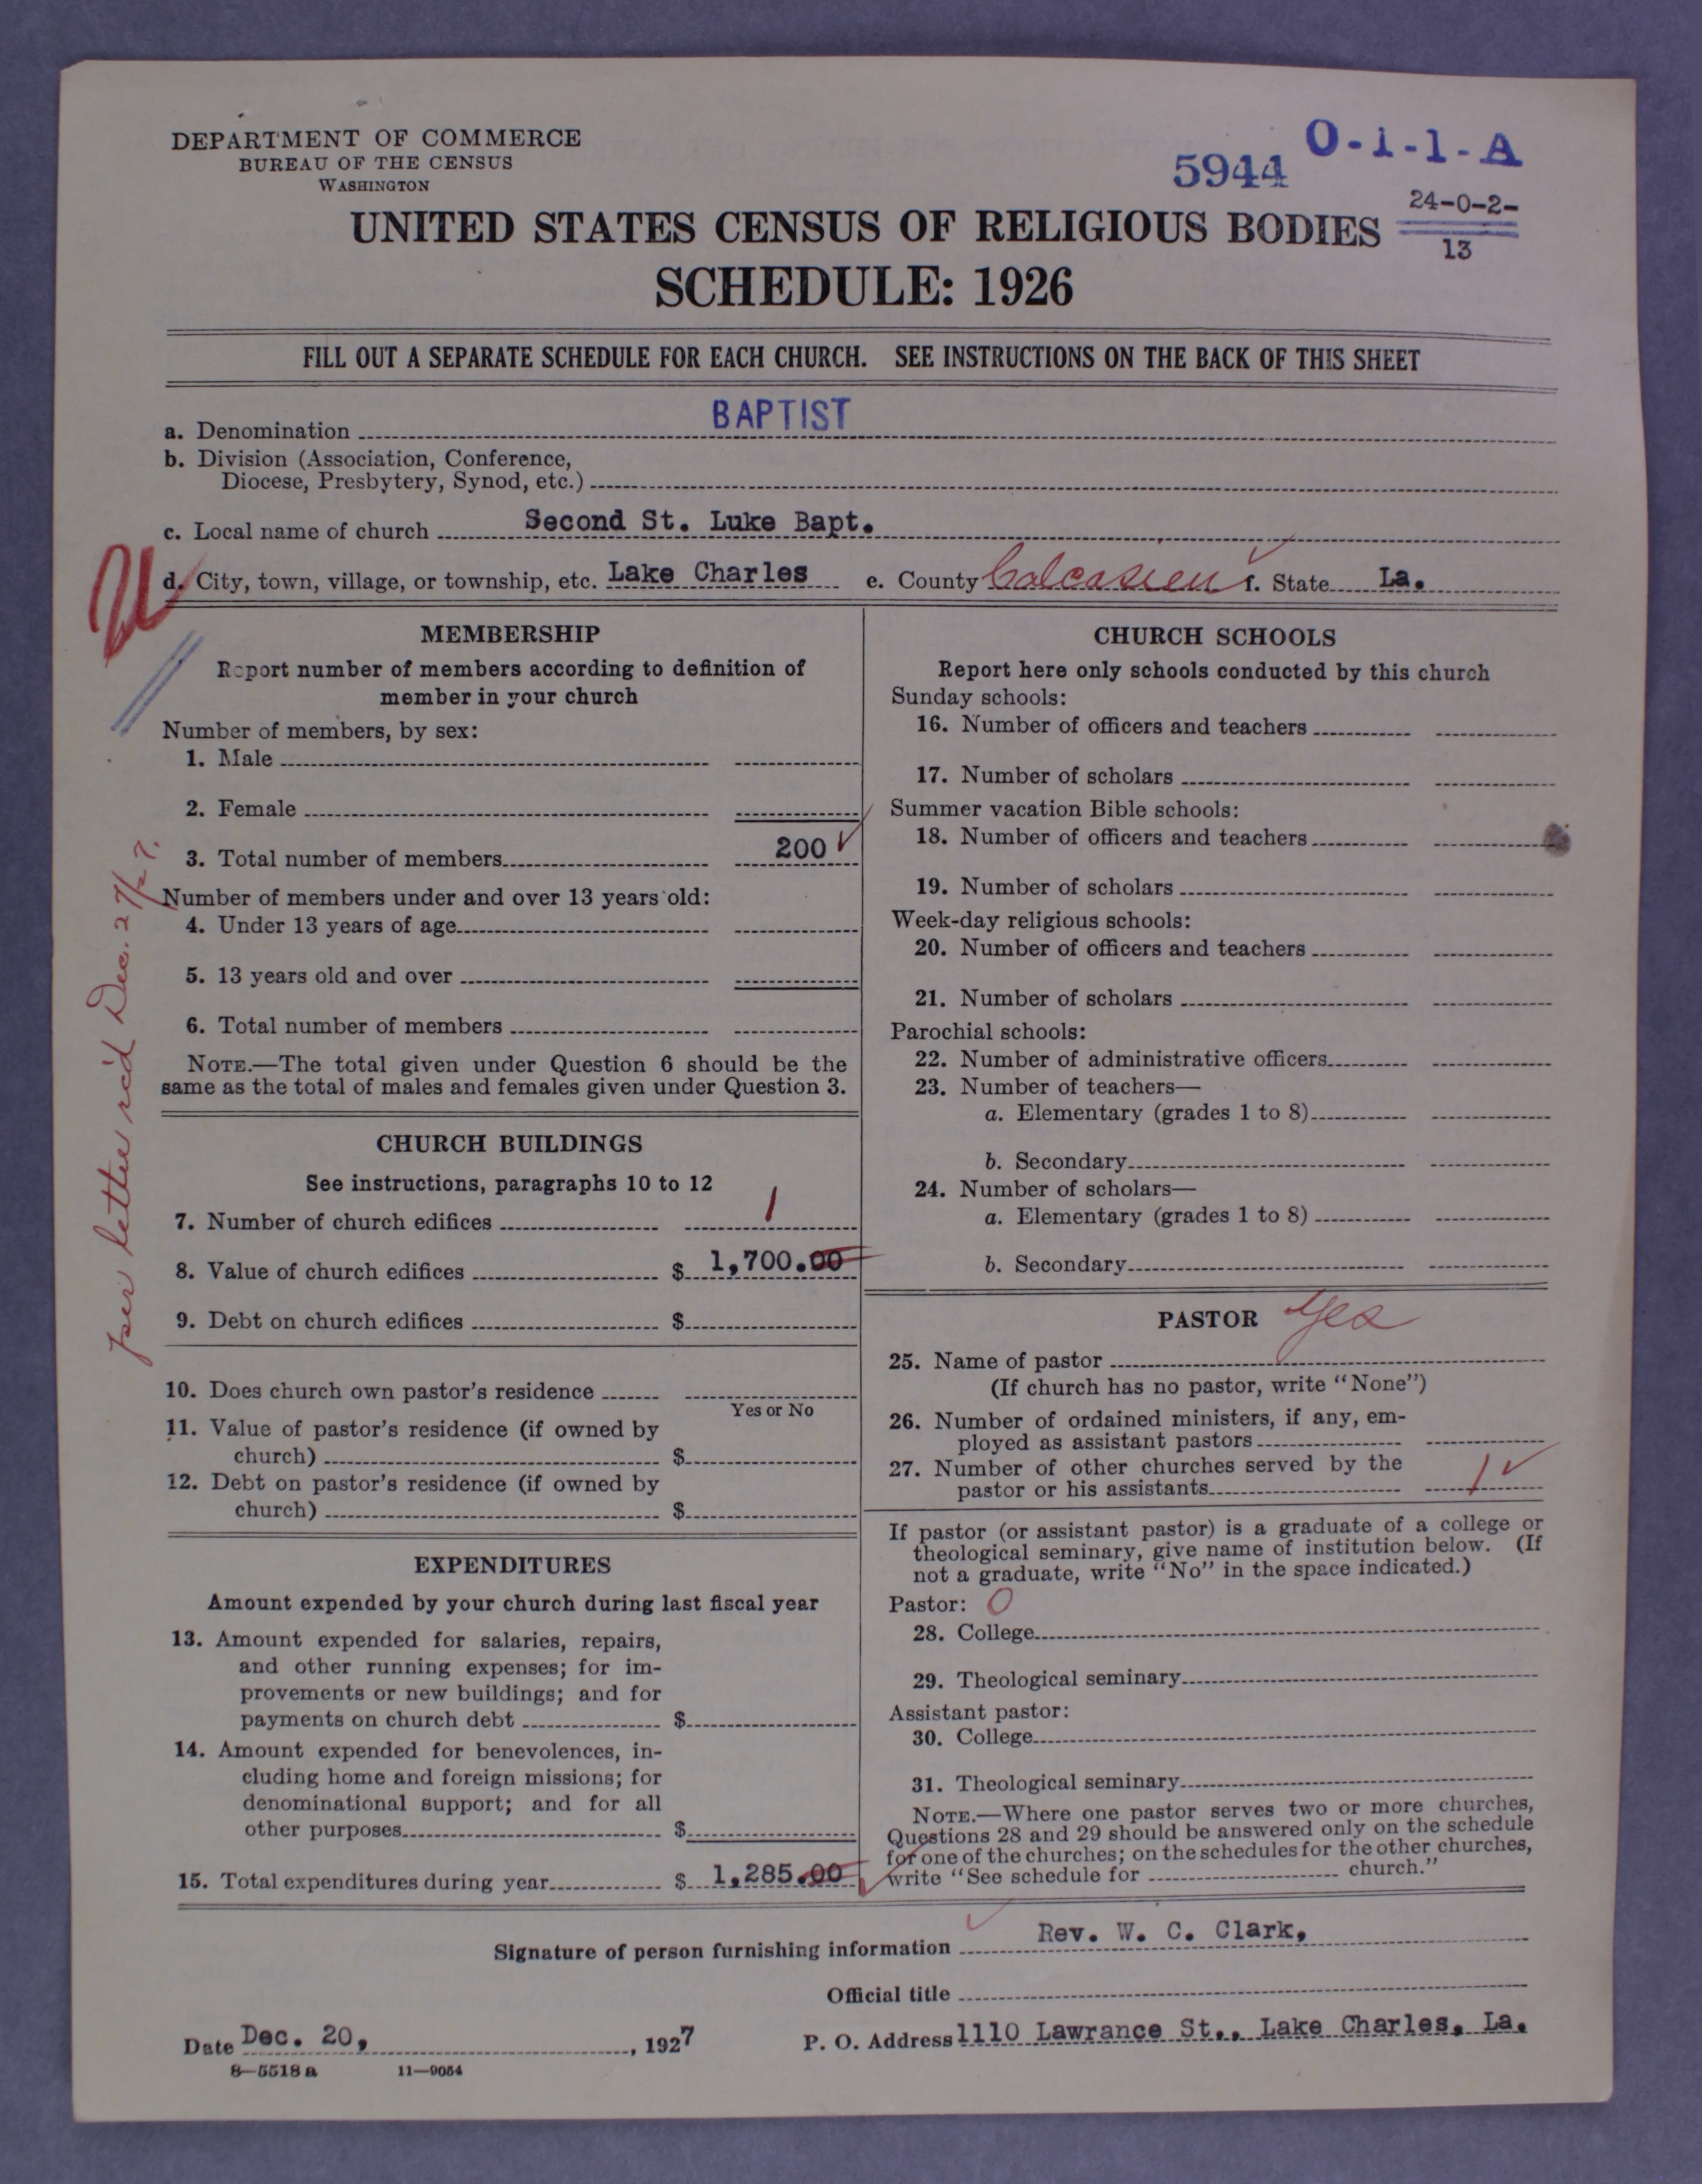 DEPARTMENT OF COMMERCE
BUREAU OF THE CENSUS
WASHINGTON
5944
O-1-1-A
24-0-2-
13
UNITED STATES CENSUS OF RELIGIOUS BODIES
SCHEDULE: 1926
FILL OUT A SEPARATE SCHEDULE FOR EACH CHURCH. SEE INSTRUCTIONS ON THE BACK OF THIS SHEET
a. Denomination BAPTIST
b. Division (Association, Conference,
Diocese, Presbytery, Synod, etc.)
c. Local name of church Second St. Luke Bapt.
d. City, town, village, or township, etc. Lake Charles e. County Calcasieu f. State La.
per letter rc'd Dec. 27/27.
MEMBERSHIP
Report number of members according to definition of
member in your church
Number of members, by sex:
1. Male
2. Female
3. Total number of members 200
Number of members under and over 13 years old:
4. Under 13 years of age
5. 13 years old and over
6. Total number of members
NOTE.—The total given under Question 6 should be the
same as the total of males and females given under Question 3.
CHURCH BUILDINGS
See instructions, paragraphs 10 to 12
7. Number of church edifices 1
8. Value of church edifices $ 1,700.00
9. Debt on church edifices $
10. Does church own pastor's residence
Yes or No
11. Value of pastor's residence (if owned by
church) $
12. Debt on pastor's residence (if owned by
church) $
EXPENDITURES
Amount expended by your church during last fiscal year
13. Amount expended for salaries, repairs,
and other running expenses; for im-
provements or new buildings; and for
payments on church debt $
14. Amount expended for benevolences, in-
cluding home and foreign missions; for
denominational support; and for all
other purposes $
15. Total expenditures during year $ 1,285.00
CHURCH SCHOOLS
Report here only schools conducted by this church
Sunday schools:
16. Number of officers and teachers
17. Number of scholars
Summer vacation Bible schools:
18. Number of officers and teachers
19. Number of scholars
Week-day religious schools:
20. Number of officers and teachers
21. Number of scholars
Parochial schools:
22. Number of administrative officers
23. Number of teachers—
a. Elementary (grades 1 to 8)
b. Secondary
24. Number of scholars—
a. Elementary (grades 1 to 8)
b. Secondary
PASTOR Yes
25. Name of pastor
(If church has no pastor, write "None")
26. Number of ordained ministers, if any, em-
ployed as assistant pastors
27. Number of other churches served by the
pastor or his assistants 1
If pastor (or assistant pastor) is a graduate of a college or
theological seminary, give name of institution below. (If
not a graduate, write "No" in the space indicated.)
Pastor: O
28. College
29. Theological seminary
Assistant pastor:
30. College
31. Theological seminary
NOTE.—Where one pastor serves two or more churches,
Questions 28 and 29 should be answered only on the schedule
for one of the churches; on the schedules for the other churches,
write "See schedule for church."
Signature of person furnishing information Rev. W. C. Clark,
Official title
Date Dec. 20, , 1927 P. O. Address 1110 Lawrance St., Lake Charles, La.
8—5518 a 11—9054